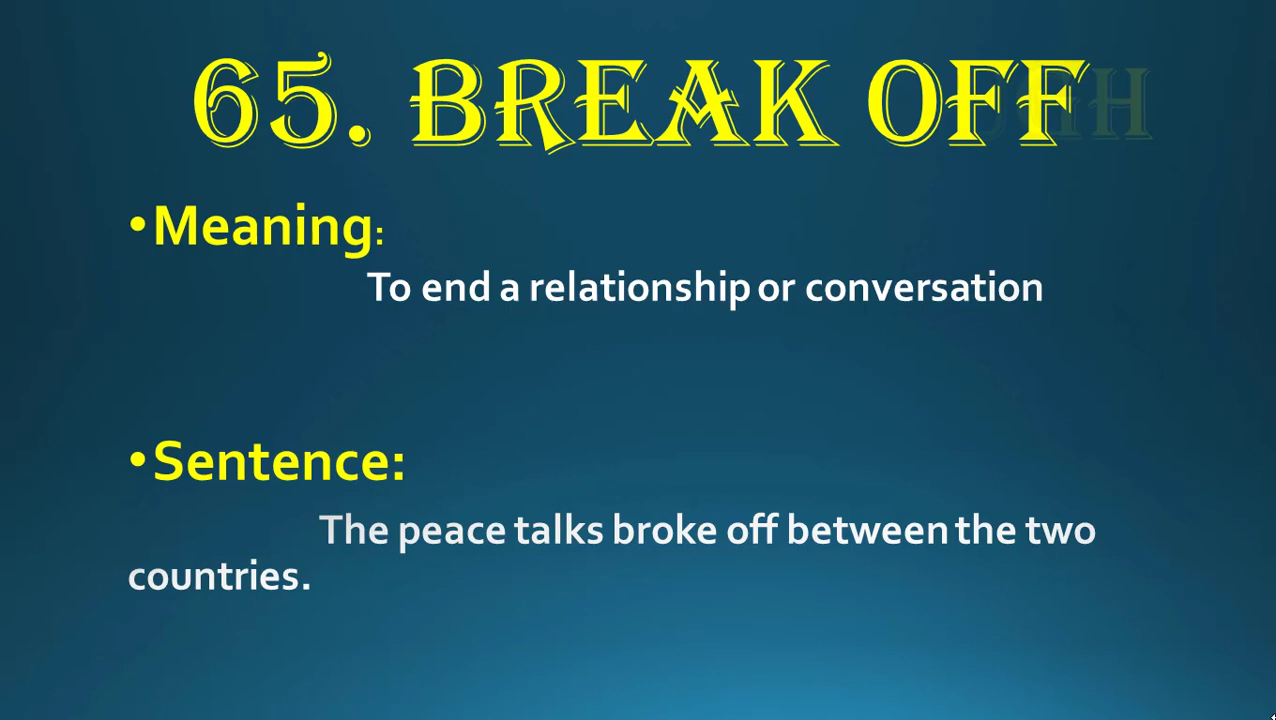 65. BREAK OFF
•Meaning:
To end a relationship or conversation
•Sentence:
The peace talks broke off between the two
countries.